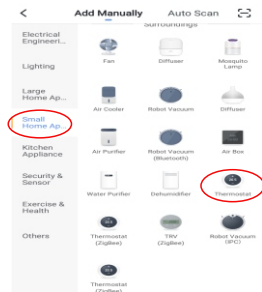 Add Manually
Auto Scan
Electrical
Engineeri...
Lighting
Large
Home Ap...
Small
Home Ap...
Kitchen
Appliance
Security &
Sensor
Exercise &
Health
Others
Surroundings
Fan
Diffuser
Mosquito
Lamp
Air Cooler
Robot Vacuum
Diffuser
Air Purifier
Robot Vacuum
(Bluetooth)
Air Box
Water Purifier
Dehumidifier
Thermostat
Thermostat
(ZigBee)
TRV
(ZigBee)
Robot Vacuum
(IPC)
Thermostat
(ZigBee)